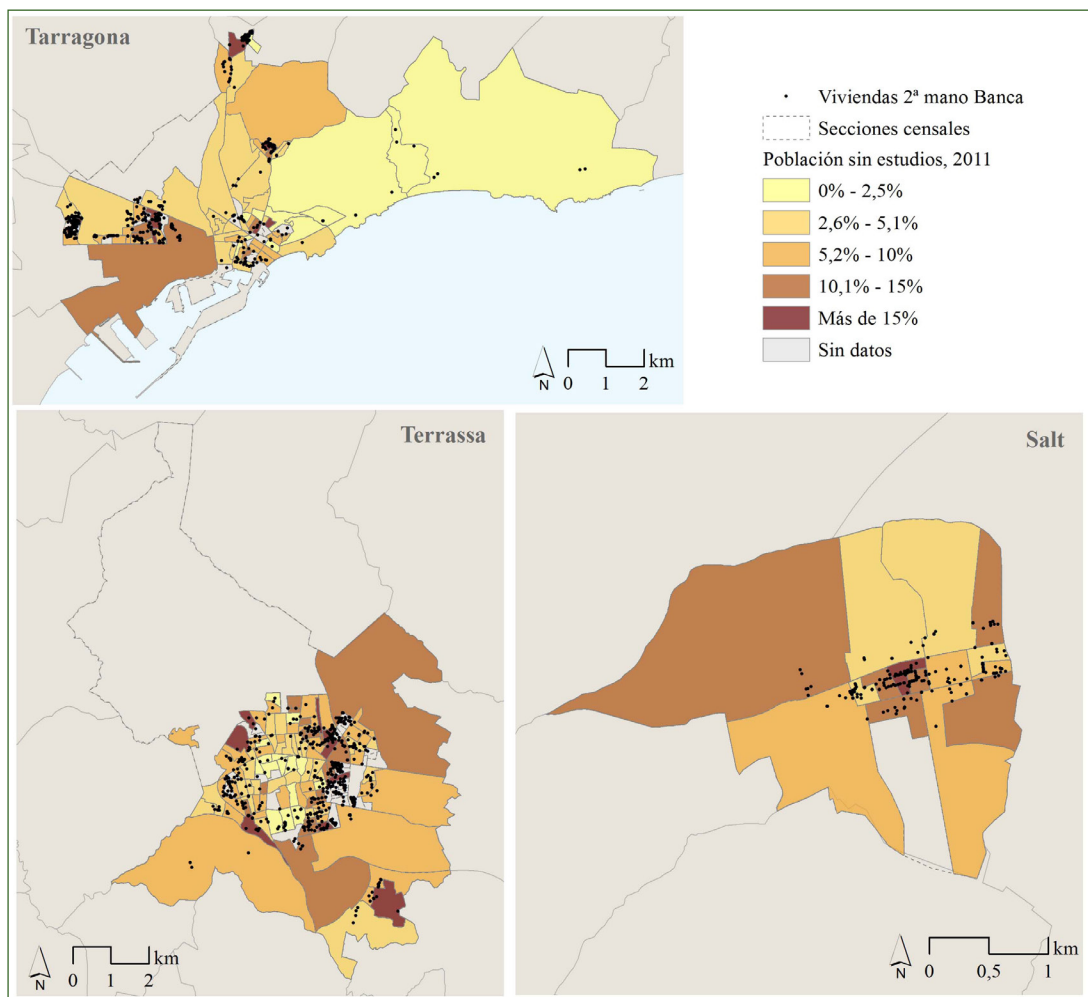 Tarragona
Viviendas 2ª mano Banca
Secciones censales
Población sin estudios, 2011
0% - 2,5%
2,6% - 5,1%
5,2% - 10%
10,1% - 15%
Más de 15%
Sin datos
N
km
0 1 2
Terrassa
N
km
0 1 2
Salt
N
km
0 0,5 1